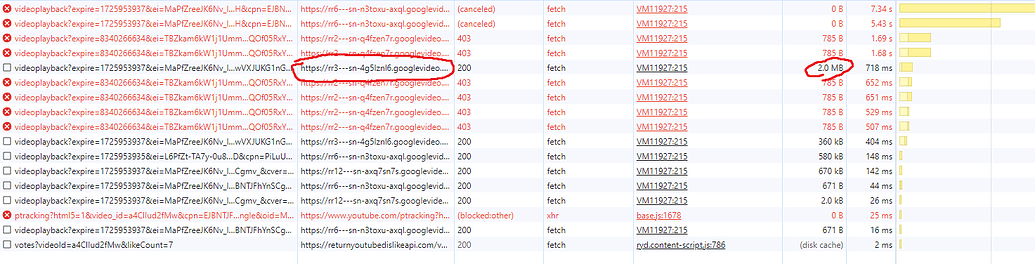 videoplayback?expire=1725953937&ei=MaPfZreeJK6Nv_I...H&cpn=EJBN... https://rr6---sn-n3toxu-axql.googlevid... (canceled) fetch VM11927:215 0 B 7.34 s
videoplayback?expire=1725953937&ei=MaPfZreeJK6Nv_I...H&cpn=EJBN... https://rr6---sn-n3toxu-axql.googlevid... (canceled) fetch VM11927:215 0 B 5.43 s
videoplayback?expire=8340266634&ei=TBZkam6kW1j1Umm...QOf05RxY... https://rr2---sn-q4fzen7r.googlevideo.... 403 fetch VM11927:215 785 B 1.69 s
videoplayback?expire=8340266634&ei=TBZkam6kW1j1Umm...QOf05RxY... https://rr2---sn-q4fzen7r.googlevideo.... 403 fetch VM11927:215 785 B 1.68 s
videoplayback?expire=1725953937&ei=MaPfZreeJK6Nv_I...wVXJUKG1nG... https://rr3---sn-4g5lznl6.googlevideo.... 200 fetch VM11927:215 2.0 MB 718 ms
videoplayback?expire=8340266634&ei=TBZkam6kW1j1Umm...QOf05RxY... https://rr2---sn-q4fzen7r.googlevideo.... 403 fetch VM11927:215 785 B 652 ms
videoplayback?expire=8340266634&ei=TBZkam6kW1j1Umm...QOf05RxY... https://rr2---sn-q4fzen7r.googlevideo.... 403 fetch VM11927:215 785 B 651 ms
videoplayback?expire=8340266634&ei=TBZkam6kW1j1Umm...QOf05RxY... https://rr2---sn-q4fzen7r.googlevideo.... 403 fetch VM11927:215 785 B 529 ms
videoplayback?expire=8340266634&ei=TBZkam6kW1j1Umm...QOf05RxY... https://rr2---sn-q4fzen7r.googlevideo.... 403 fetch VM11927:215 785 B 507 ms
videoplayback?expire=1725953937&ei=MaPfZreeJK6Nv_I...wVXJUKG1nG... https://rr3---sn-4g5lznl6.googlevideo.... 200 fetch VM11927:215 360 kB 404 ms
videoplayback?expire=1725953935&ei=L6PfZt-TA7y-0u8...D&cpn=PiLuU... https://rr6---sn-n3toxu-axql.googlevid... 200 fetch VM11927:215 580 kB 148 ms
videoplayback?expire=1725953937&ei=MaPfZreeJK6Nv_I...Cgmv_&cver=... https://rr12---sn-axq7sn7s.googlevideo... 200 fetch VM11927:215 670 kB 142 ms
videoplayback?expire=1725953937&ei=MaPfZreeJK6Nv_I...BNTJFhYnSCg... https://rr6---sn-n3toxu-axql.googlevid... 200 fetch VM11927:215 671 B 44 ms
videoplayback?expire=1725953937&ei=MaPfZreeJK6Nv_I...Cgmv_&cver=... https://rr12---sn-axq7sn7s.googlevideo... 200 fetch VM11927:215 2.0 kB 26 ms
ptracking?html5=1&video_id=a4CIlud2fMw&cpn=EJBNTJF...ngle&oid=M... https://www.youtube.com/ptracking?h... (blocked:other) xhr base.js:1678 0 B 25 ms
videoplayback?expire=1725953937&ei=MaPfZreeJK6Nv_I...BNTJFhYnSCg... https://rr6---sn-n3toxu-axql.googlevid... 200 fetch VM11927:215 671 B 16 ms
votes?videoId=a4CIlud2fMw&likeCount=7 https://returnyoutubedislikeapi.com/v... 200 fetch ryd.content-script.js:786 (disk cache) 2 ms